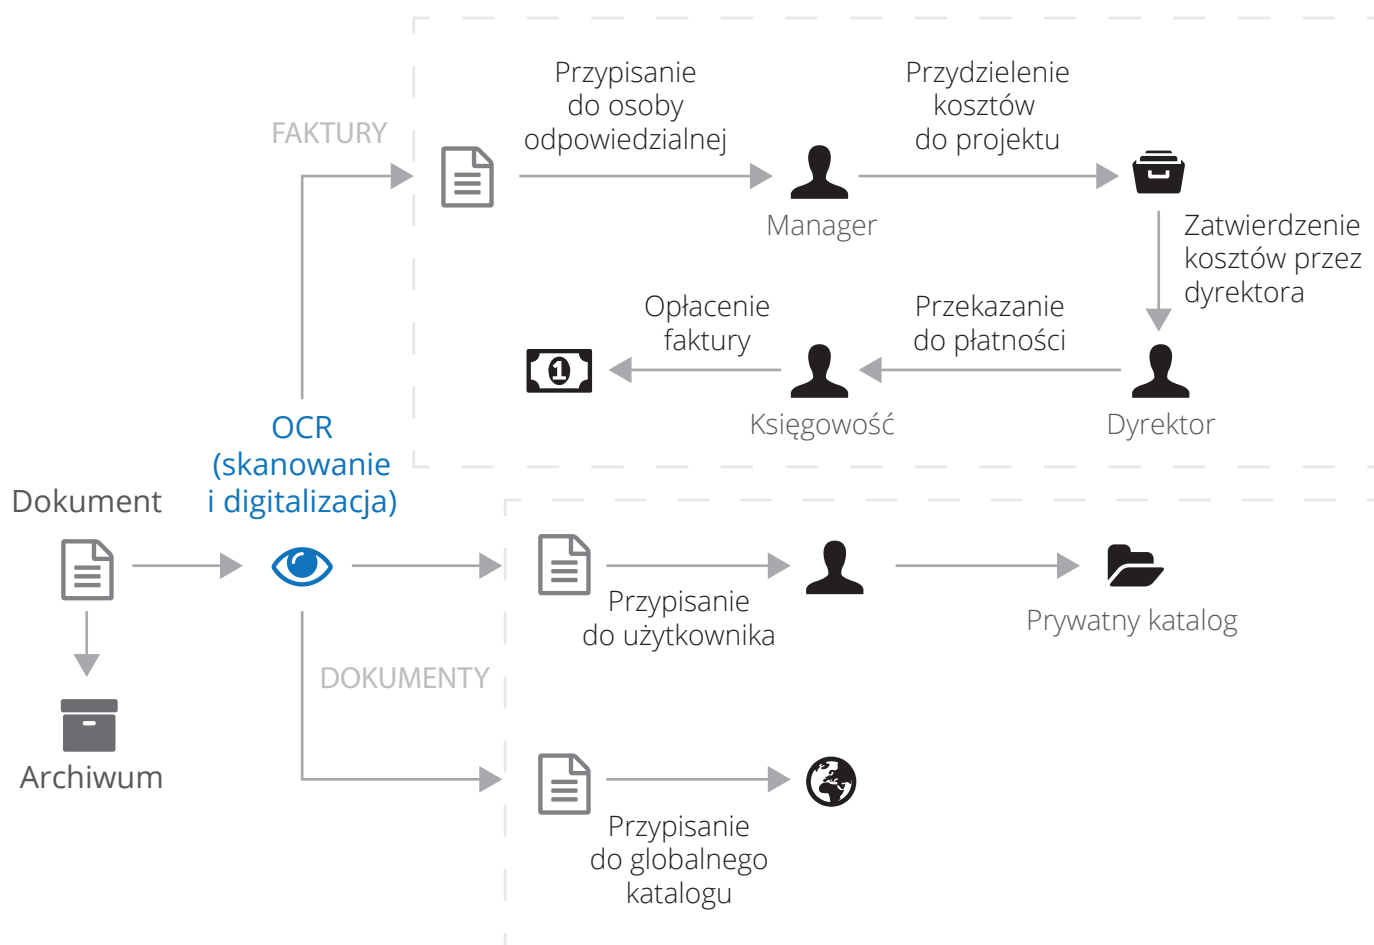 Przypisanie
do osoby
odpowiedzialnej
Przydzielenie
kosztów
do projektu
FAKTURY
Manager
Zatwierdzenie
kosztów przez
dyrektora
Opłacenie
faktury
Przekazanie
do płatności
1
Księgowość
Dyrektor
OCR
(skanowanie
i digitalizacja)
Dokument
Archiwum
Przypisanie
do użytkownika
Prywatny katalog
DOKUMENTY
Przypisanie
do globalnego
katalogu